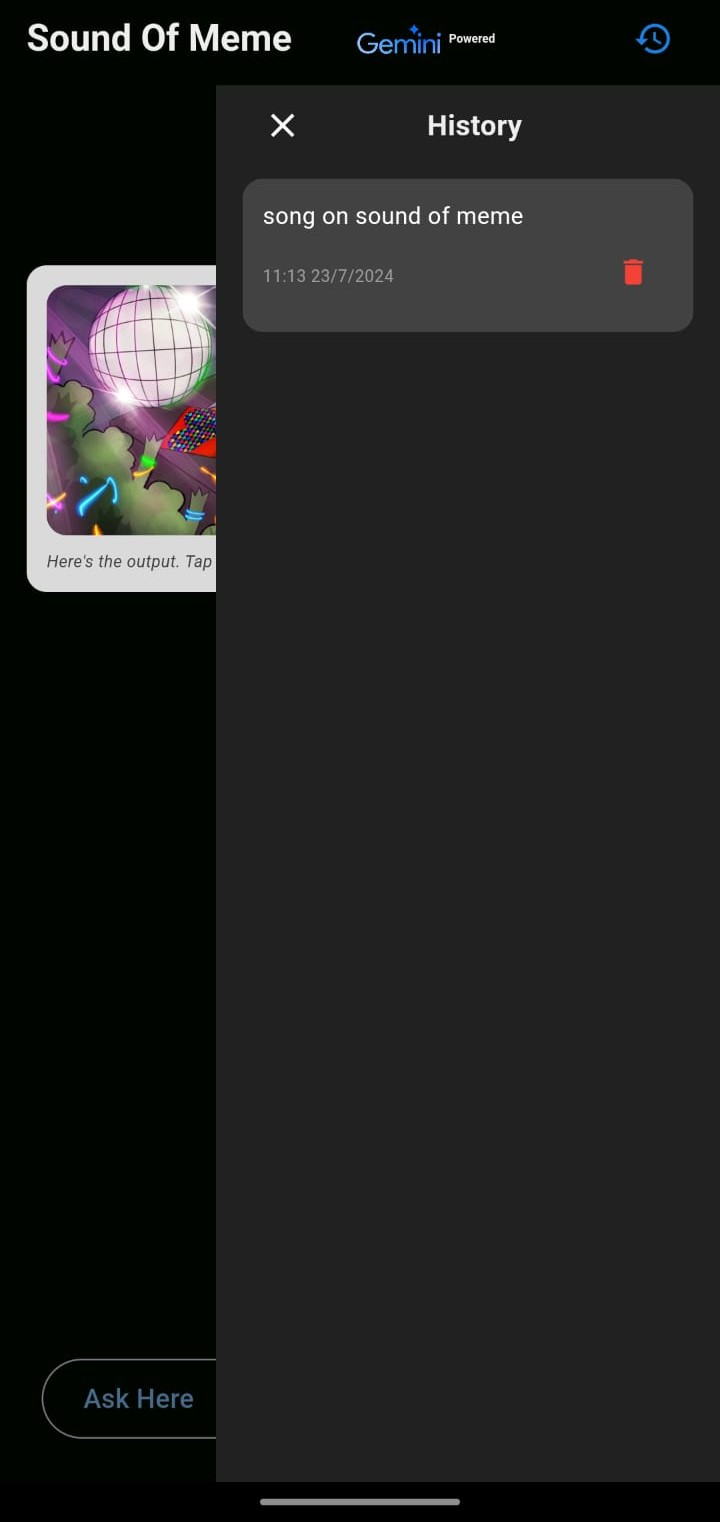 Sound Of Meme
Gemini Powered
History
song on sound of meme
11:13 23/7/2024
Here's the output. Tap
Ask Here